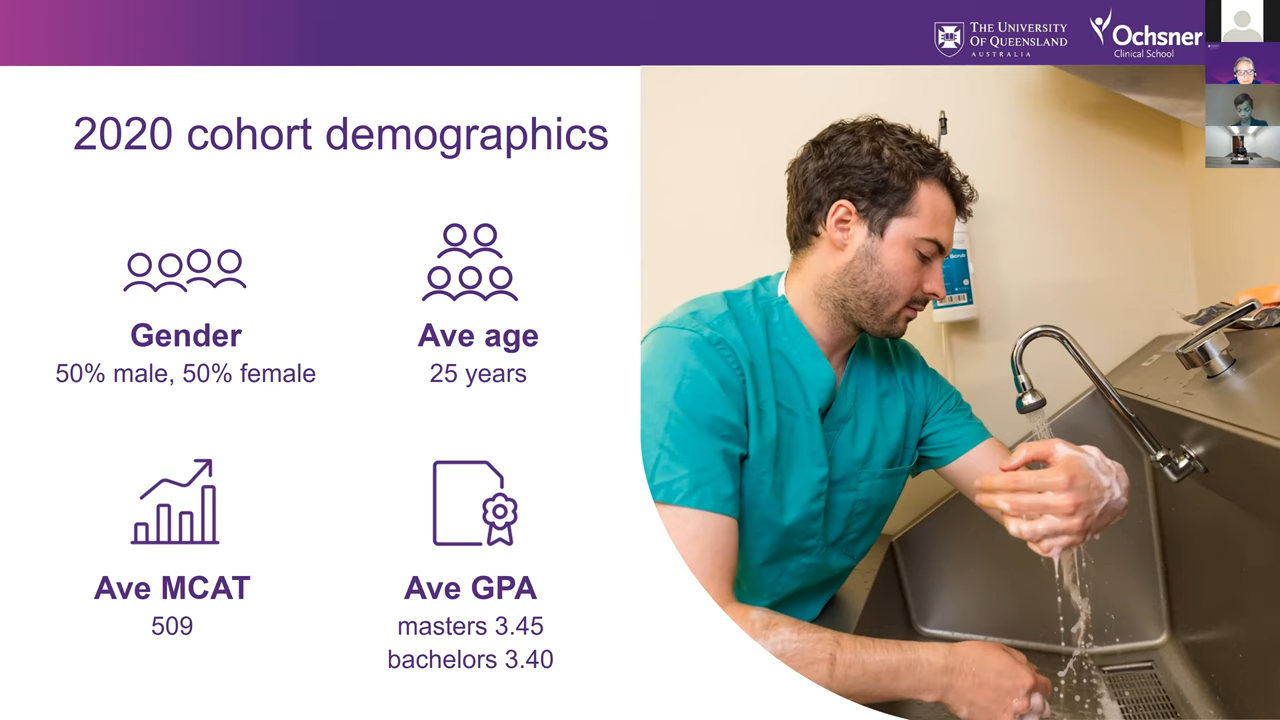 THE UNIVERSITY
OF QUEENSLAND
AUSTRALIA
Ochsner
Clinical School
2020 cohort demographics
Gender
50% male, 50% female
Ave age
25 years
Ave MCAT
509
Ave GPA
masters 3.45
bachelors 3.40